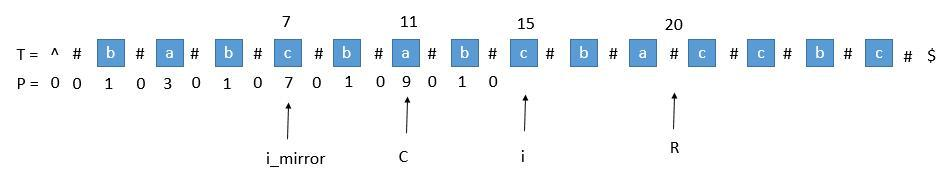 7 11 15 20
T = ^ # b # a # b # c # b # a # b # c # b # a # c # c # b # c # $
P = 0 0 1 0 3 0 1 0 7 0 1 0 9 0 1 0
i_mirror C i R